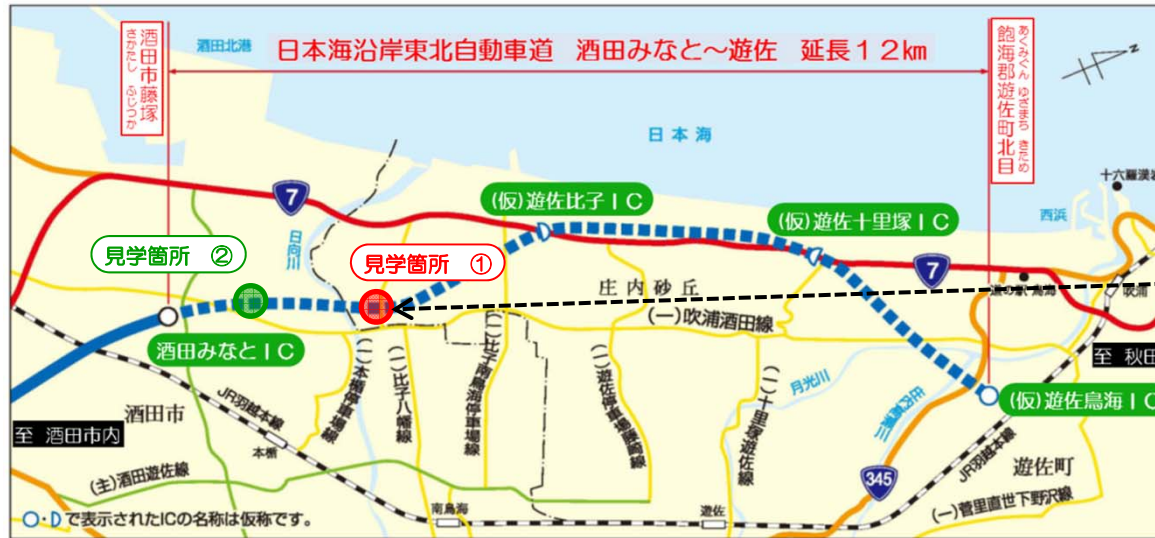 酒田市藤塚
さかたし ふじつか
酒田北港
日本海沿岸東北自動車道 酒田みなと～遊佐 延長12km
飽海郡遊佐町北目
あくみぐん ゆざまち きため
日本海
十六羅漢岩
西浜
7
(仮)遊佐比子IC
(仮)遊佐十里塚IC
日向川
見学箇所 ②
見学箇所 ①
7
庄内砂丘
道の駅 鳥海
吹浦
(一)吹浦酒田線
酒田みなとIC
至 秋田
月光川
(仮)遊佐鳥海IC
酒田市
JR羽越本線
至 酒田市内
本楯
(一)本楯停車場線
(一)比子八幡線
(一)比子南鳥海停車場線
(一)十里塚遊佐線
(主)酒田遊佐線
345
JR羽越本線
遊佐町
南鳥海
遊佐
(一)菅里直世下野沢線
○・Dで表示されたICの名称は仮称です。